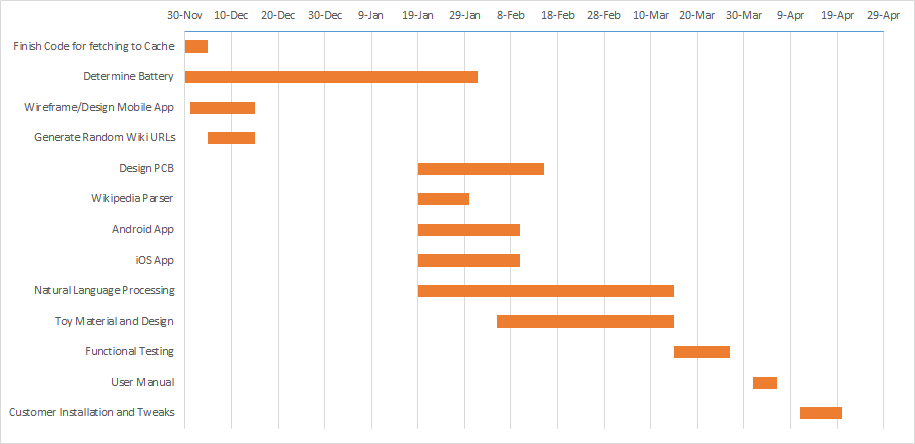 30-Nov 10-Dec 20-Dec 30-Dec 9-Jan 19-Jan 29-Jan 8-Feb 18-Feb 28-Feb 10-Mar 20-Mar 30-Mar 9-Apr 19-Apr 29-Apr
Finish Code for fetching to Cache
Determine Battery
Wireframe/Design Mobile App
Generate Random Wiki URLs
Design PCB
Wikipedia Parser
Android App
iOS App
Natural Language Processing
Toy Material and Design
Functional Testing
User Manual
Customer Installation and Tweaks